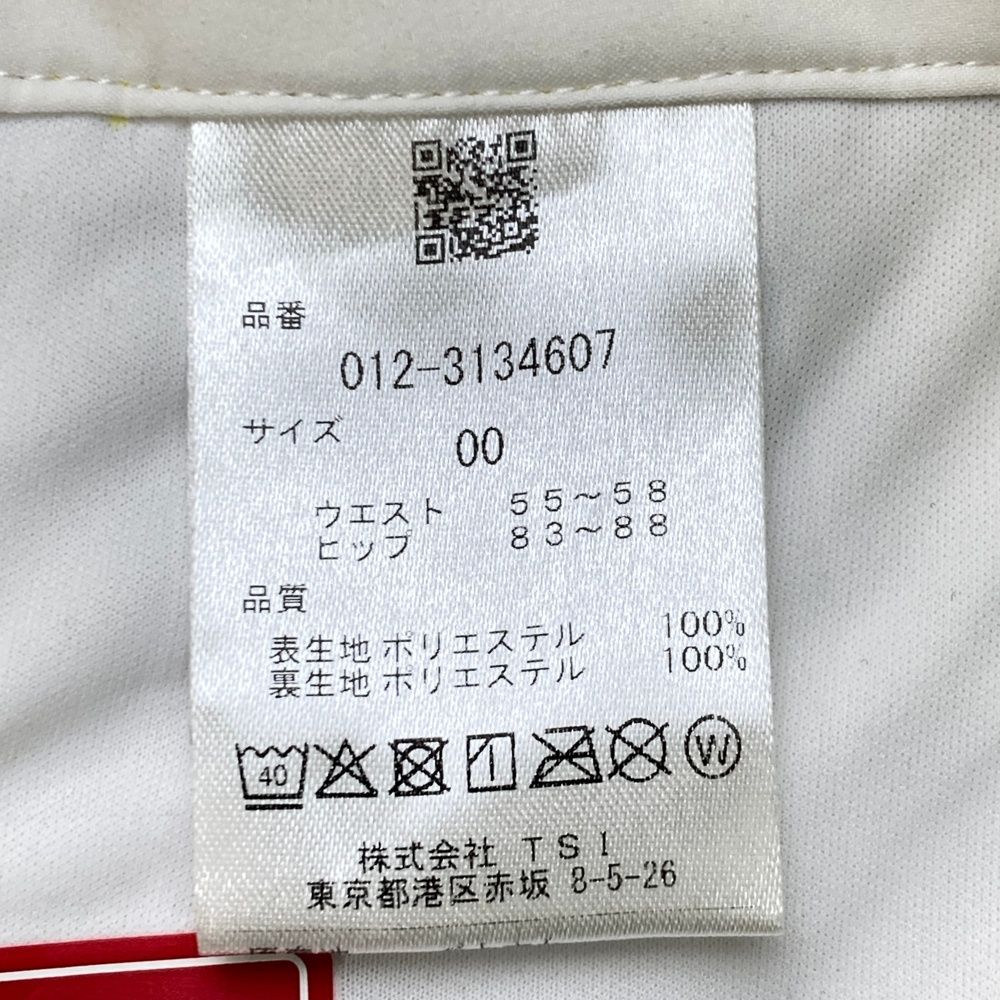 品番
012-3134607
サイズ 00
ウエスト 55～58
ヒップ 83～88
品質
表生地 ポリエステル 100%
裏生地 ポリエステル 100%
40 W
株式会社 TSI
東京都港区赤坂 8-5-26